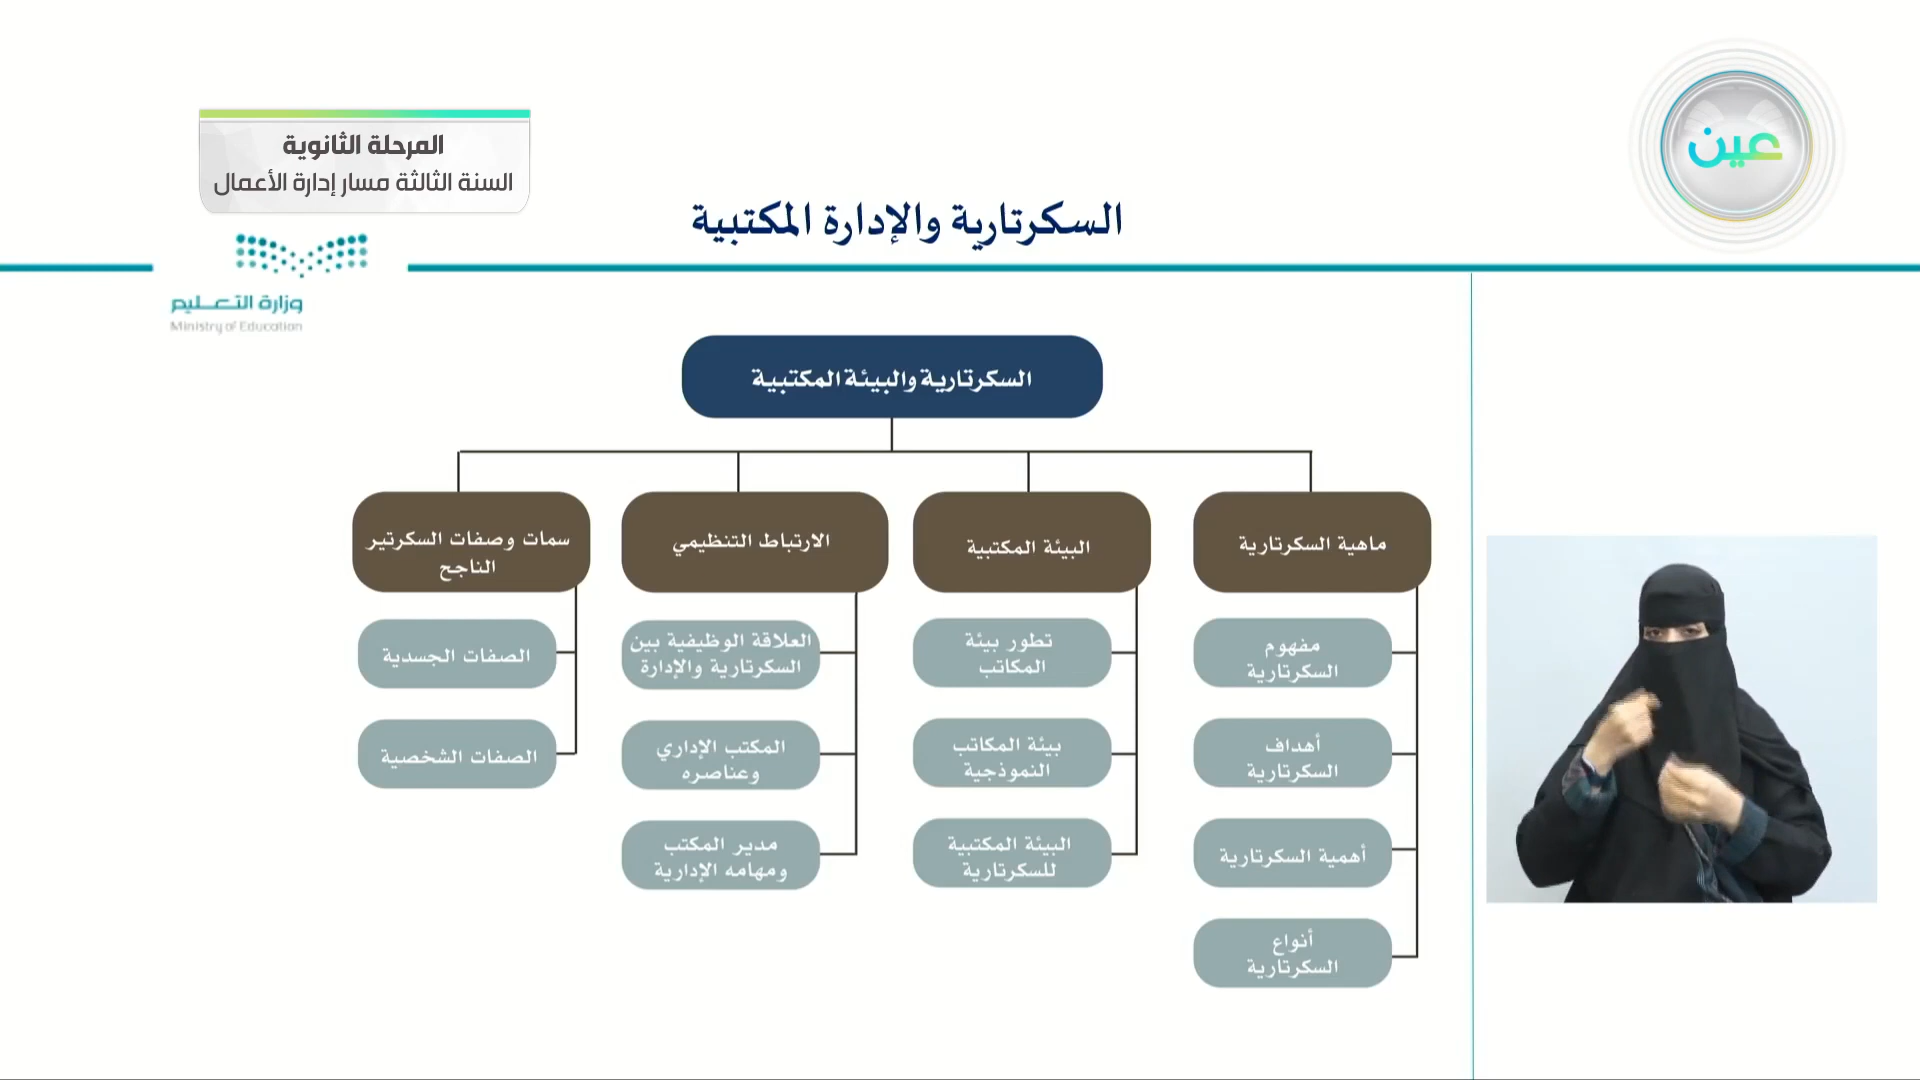 عين
المرحلة الثانوية
السنة الثالثة مسار إدارة الأعمال
السكرتارية والإدارة المكتبية
وزارة التعليم
Ministry of Education
السكرتارية والبيئة المكتبية
ماهية السكرتارية
مفهوم
السكرتارية
أهداف
السكرتارية
أهمية السكرتارية
أنواع
السكرتارية
البيئة المكتبية
تطور بيئة
المكاتب
بيئة المكاتب
النموذجية
البيئة المكتبية
للسكرتارية
الارتباط التنظيمي
العلاقة الوظيفية بين
السكرتارية والإدارة
المكتب الإداري
وعناصره
مدير المكتب
ومهامه الإدارية
سمات وصفات السكرتير
الناجح
الصفات الجسدية
الصفات الشخصية